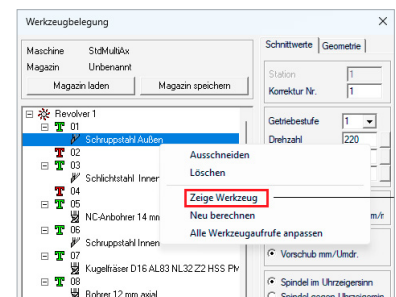 Werkzeugbelegung
Maschine StdMultiAx
Magazin Unbenannt
Magazin laden Magazin speichern
Schnittwerte Geometrie
Station 1
Korrektur Nr. 1
Getriebestufe 1
Drehzahl 220
Revolver 1
T 01
Schruppstahl Außen
T 02
T 03
Schlichtstahl Innen
T 04
T 05
NC-Anbohrer 14 mm
T 06
Schruppstahl Innen
T 07
Kugelfräser D16 AL83 NL32 Z2 HSS
T 08
Bohrer 12 mm axial
Ausschneiden
Löschen
Zeige Werkzeug
Neu berechnen
Alle Werkzeugaufrufe anpassen
m/r
Vorschub mm/Umdr.
Spindel im Uhrzeigersinn
Spindel gegen